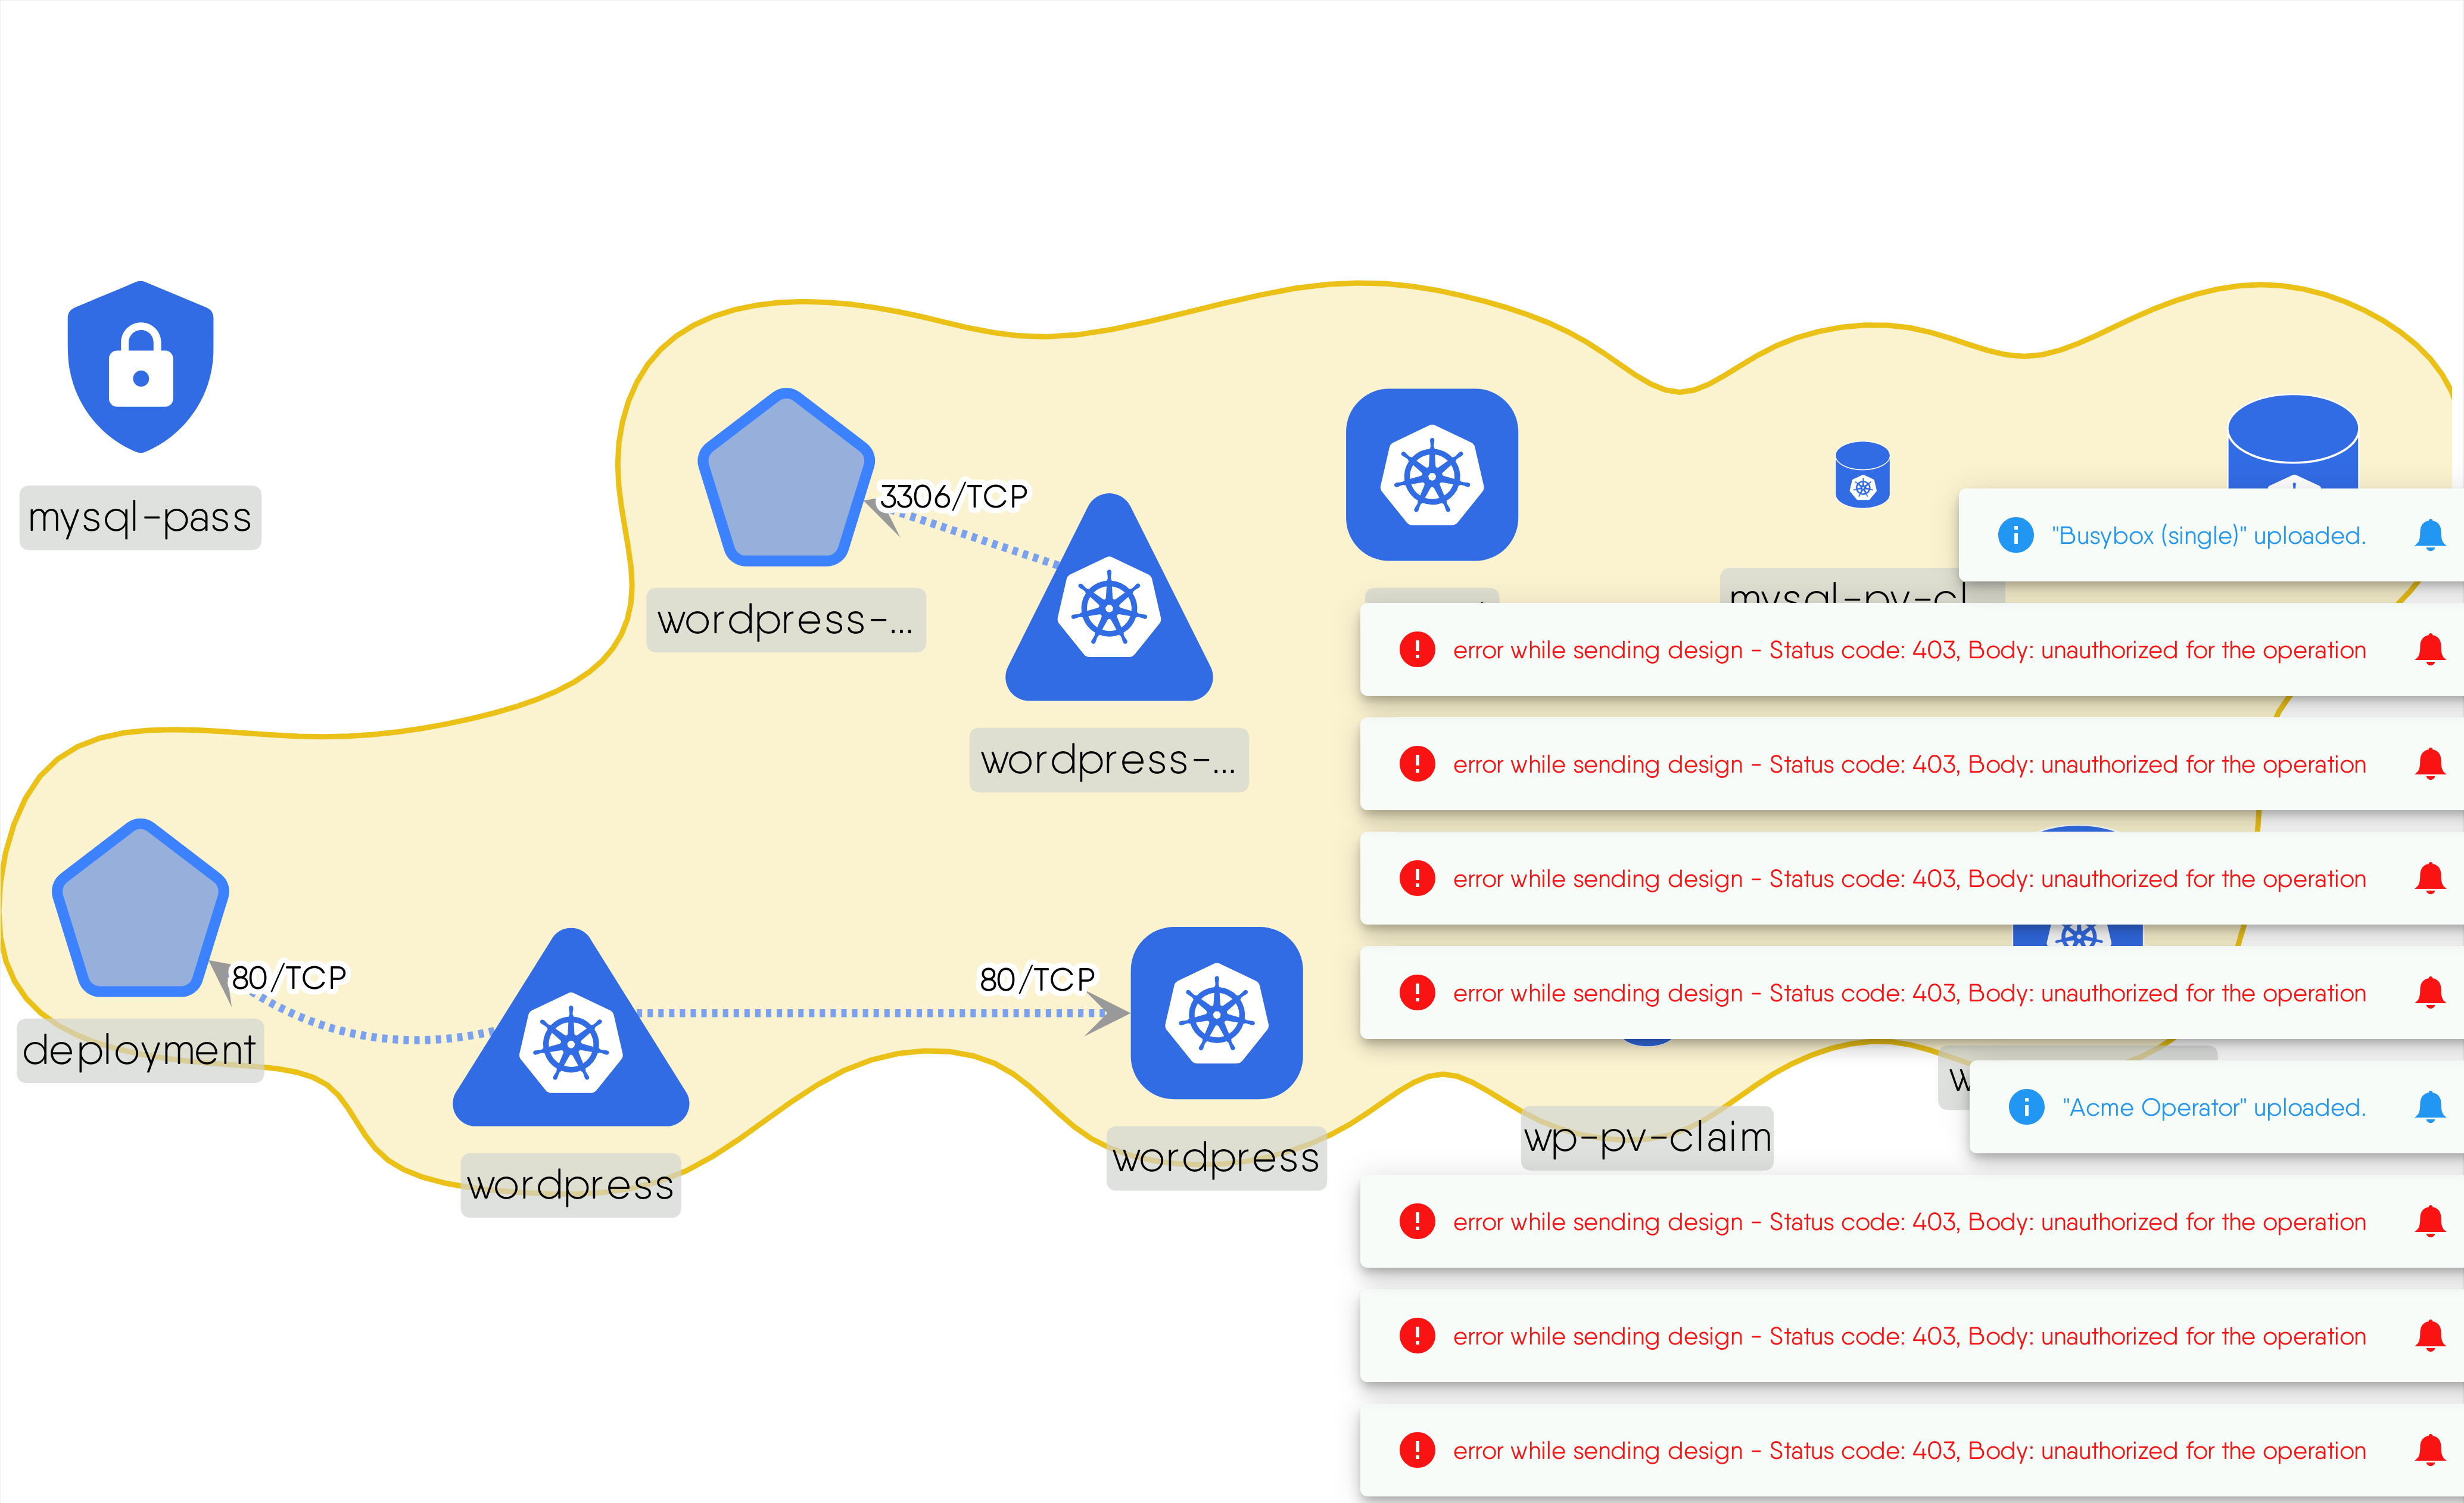 mysql-pass
3306/TCP
wordpress-...
wordpress-...
mysql-pv-cl...
"Busybox (single)" uploaded.
error while sending design - Status code: 403, Body: unauthorized for the operation
error while sending design - Status code: 403, Body: unauthorized for the operation
error while sending design - Status code: 403, Body: unauthorized for the operation
error while sending design - Status code: 403, Body: unauthorized for the operation
80/TCP
80/TCP
deployment
wordpress
wordpress
wp-pv-claim
"Acme Operator" uploaded.
error while sending design - Status code: 403, Body: unauthorized for the operation
error while sending design - Status code: 403, Body: unauthorized for the operation
error while sending design - Status code: 403, Body: unauthorized for the operation